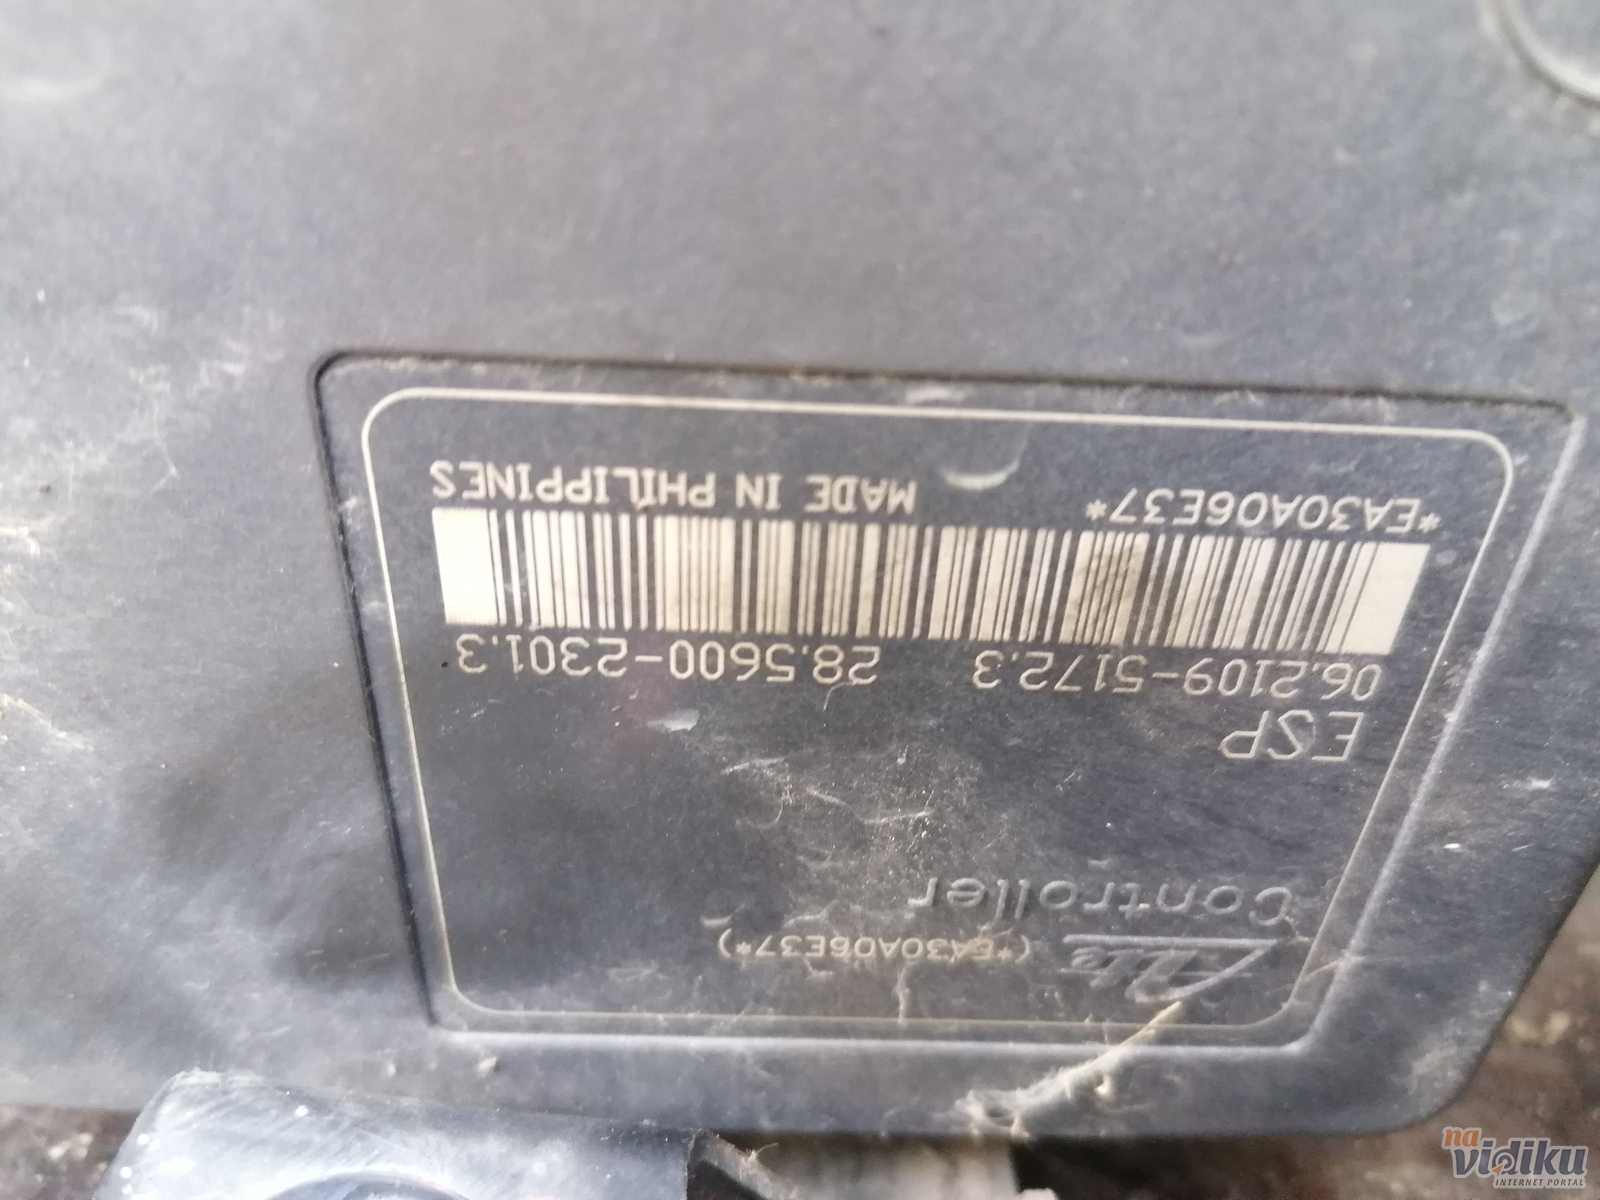 Ate (*EA30A06E37*)
Controller
ESP
06.2109-5172.3 28.5600-2301.3
*EA30A06E37* MADE IN PHILIPPINES
na
vidiku
INTERNET PORTAL